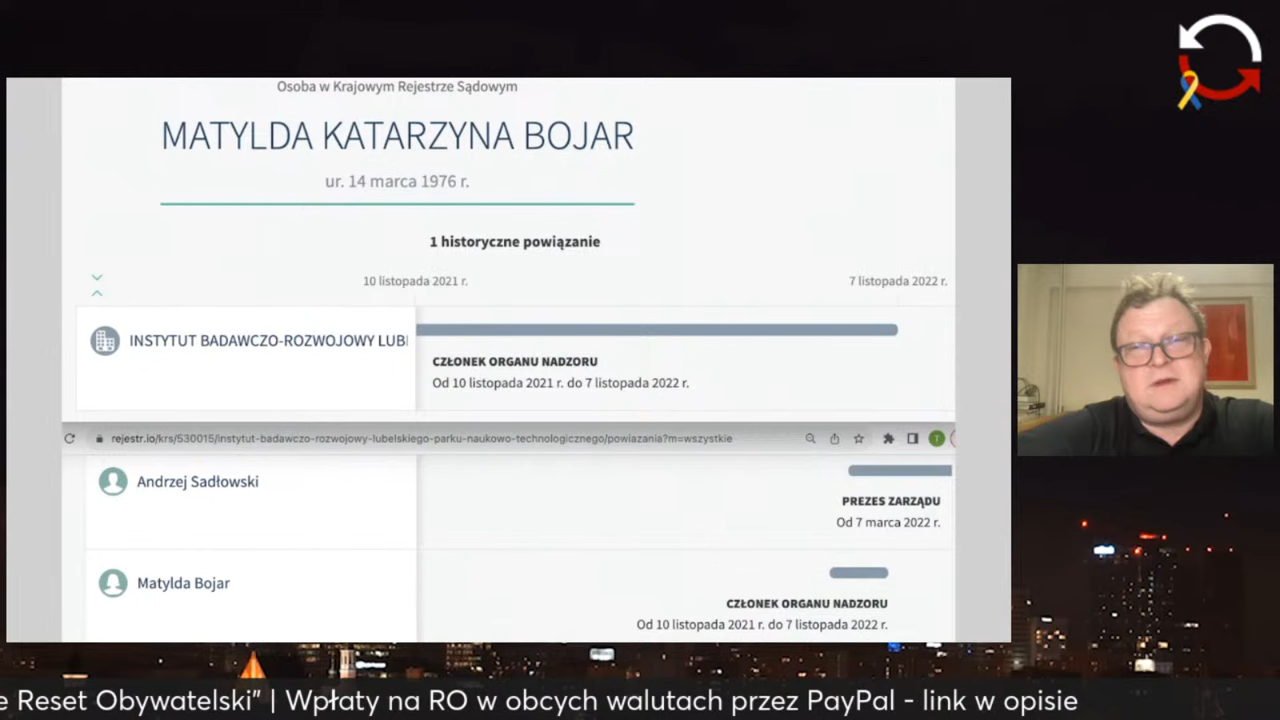 Osoba w Krajowym Rejestrze Sądowym
MATYLDA KATARZYNA BOJAR
ur. 14 marca 1976 r.
1 historyczne powiązanie
10 listopada 2021 r.
7 listopada 2022 r.
INSTYTUT BADAWCZO-ROZWOJOWY LUBI
CZŁONEK ORGANU NADZORU
Od 10 listopada 2021 r. do 7 listopada 2022 r.
rejestr.io/krs/530015/instytut-badawczo-rozwojowy-lubelskiego-parku-naukowo-technologicznego/powiazania?m=wszystkie
T
Andrzej Sadłowski
PREZES ZARZĄDU
Od 7 marca 2022 r.
Matylda Bojar
CZŁONEK ORGANU NADZORU
Od 10 listopada 2021 r. do 7 listopada 2022 r.
e Reset Obywatelski" | Wpłaty na RO w obcych walutach przez PayPal - link w opisie